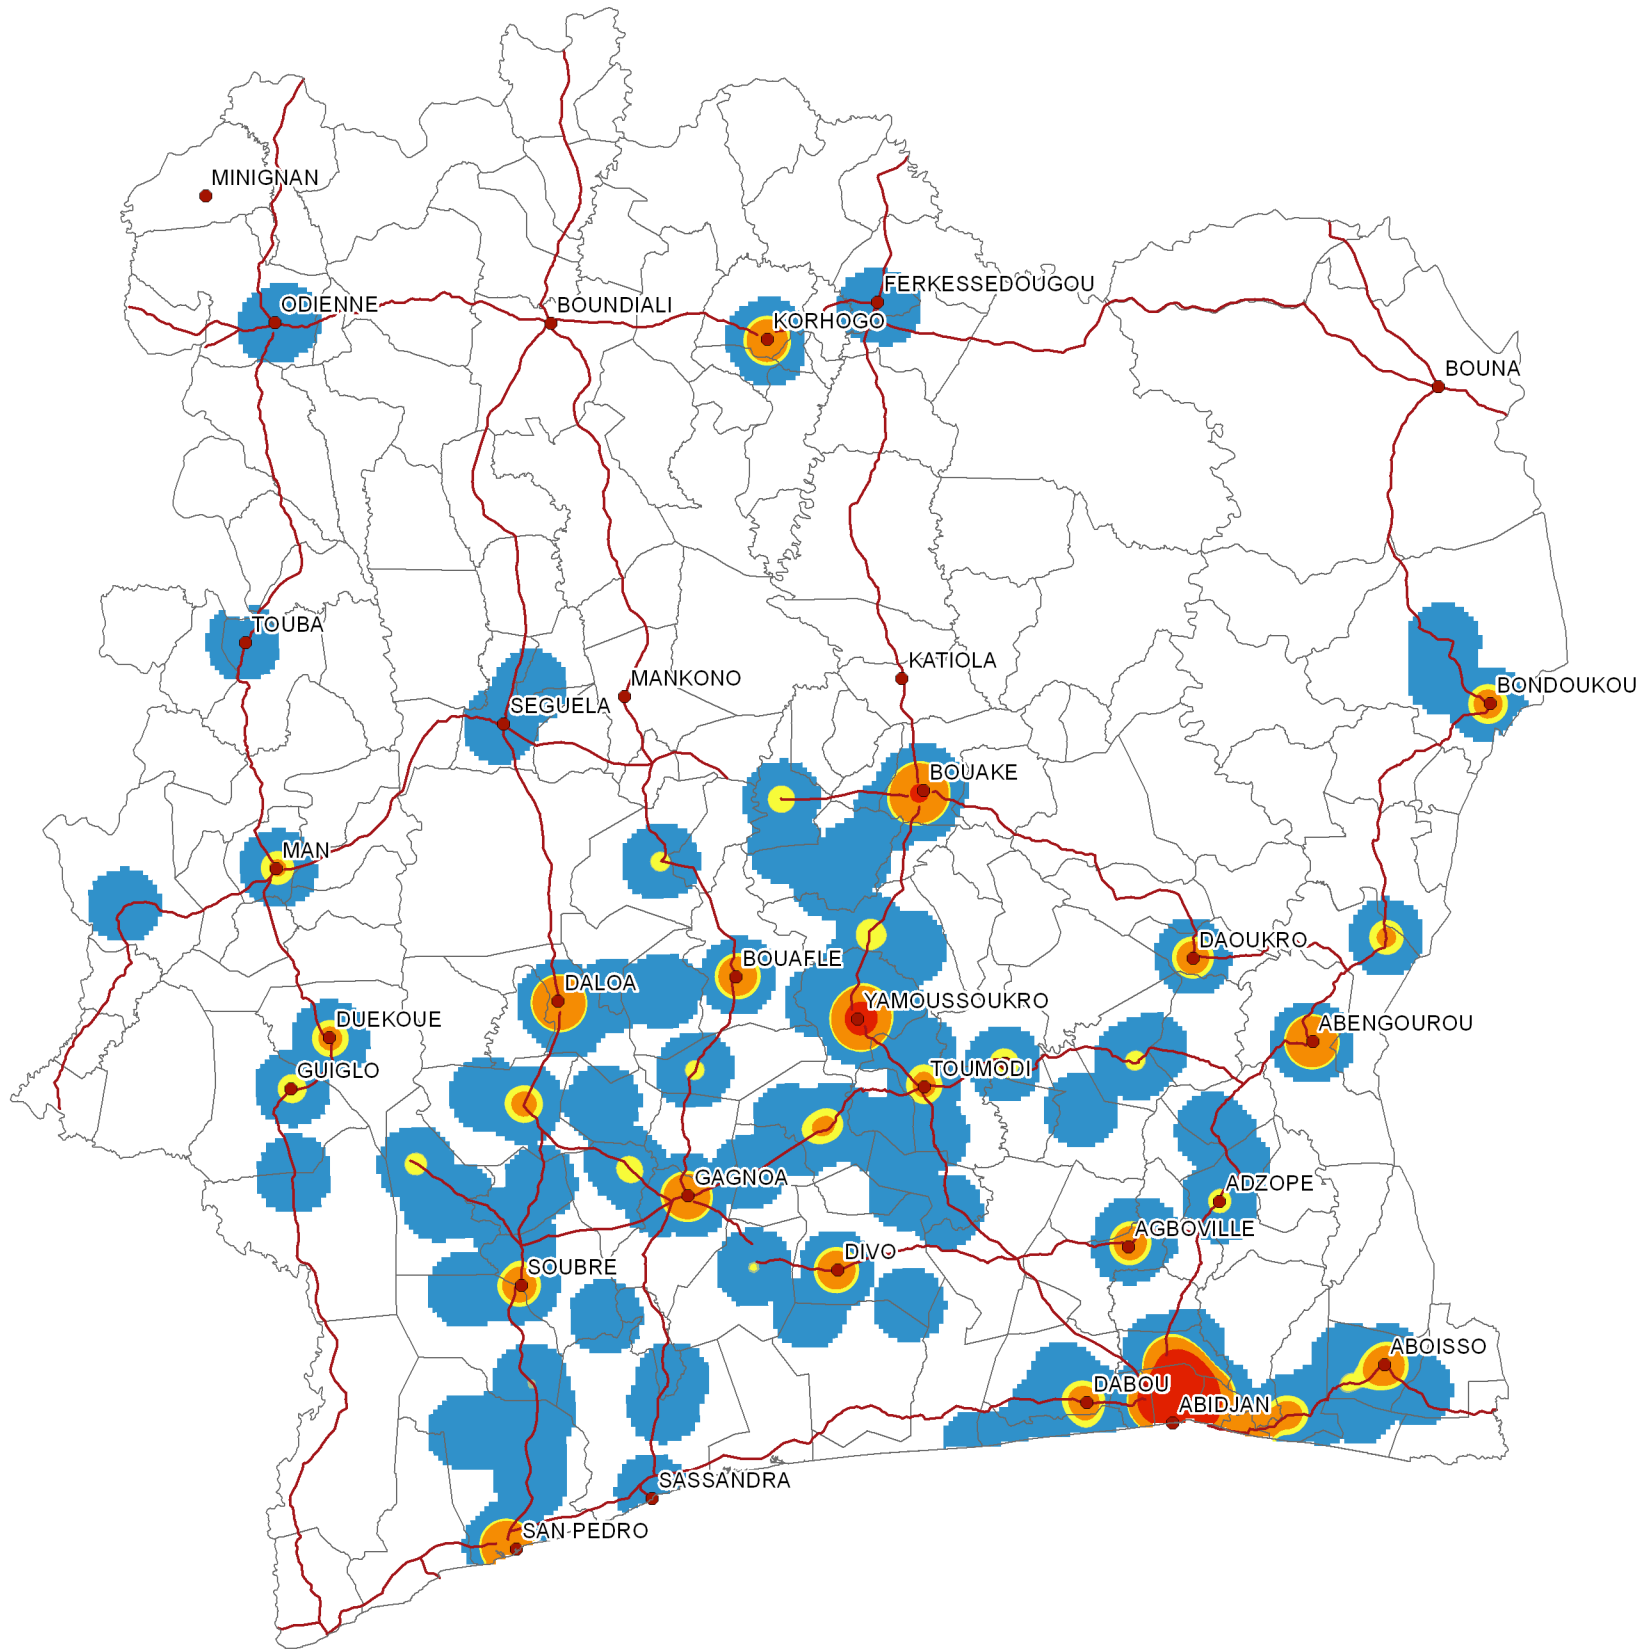 MINIGNAN
ODIENNE
BOUNDIALI
FERKESSEDOUGOU
KORHOGO
BOUNA
TOUBA
MANKONO
KATIOLA
SEGUELA
BONDOUKOU
BOUAKE
MAN
DAOUKRO
BOUAFLE
DALOA
YAMOUSSOUKRO
DUEKOUE
ABENGOUROU
GUIGLO
TOUMODI
GAGNOA
ADZOPE
AGBOVILLE
DIVO
SOUBRE
ABOISSO
DABOU
ABIDJAN
SASSANDRA
SAN PEDRO